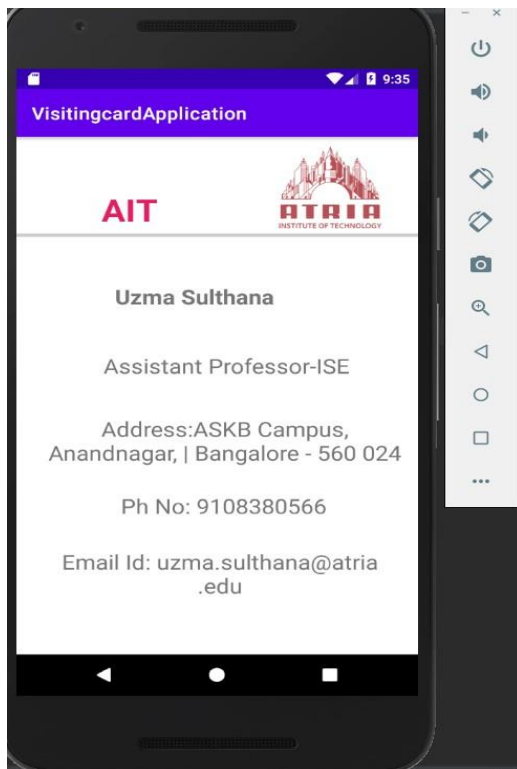 9:35
VisitingcardApplication
AIT
ATRIA
INSTITUTE OF TECHNOLOGY
Uzma Sulthana
Assistant Professor-ISE
Address:ASKB Campus,
Anandnagar, | Bangalore - 560 024
Ph No: 9108380566
Email Id: uzma.sulthana@atria
.edu